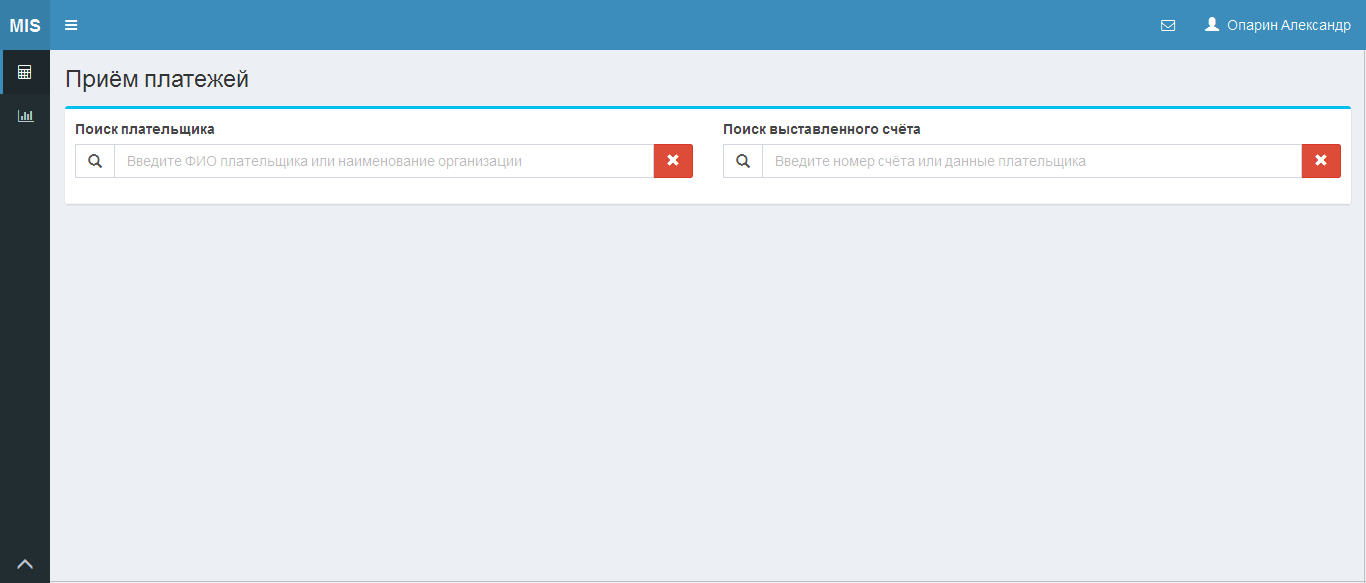 MIS
Опарин Александр
Приём платежей
Поиск плательщика
Поиск выставленного счёта
Введите ФИО плательщика или наименование организации
Введите номер счёта или данные плательщика